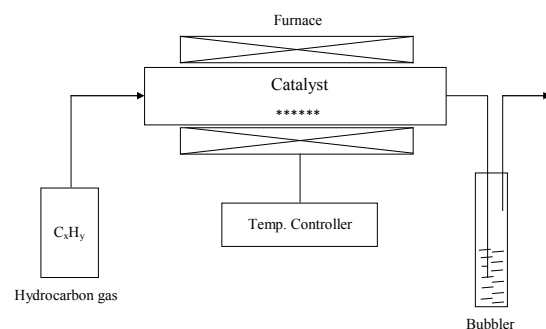 Furnace
Catalyst
******
CxHy
Temp. Controller
Hydrocarbon gas
Bubbler